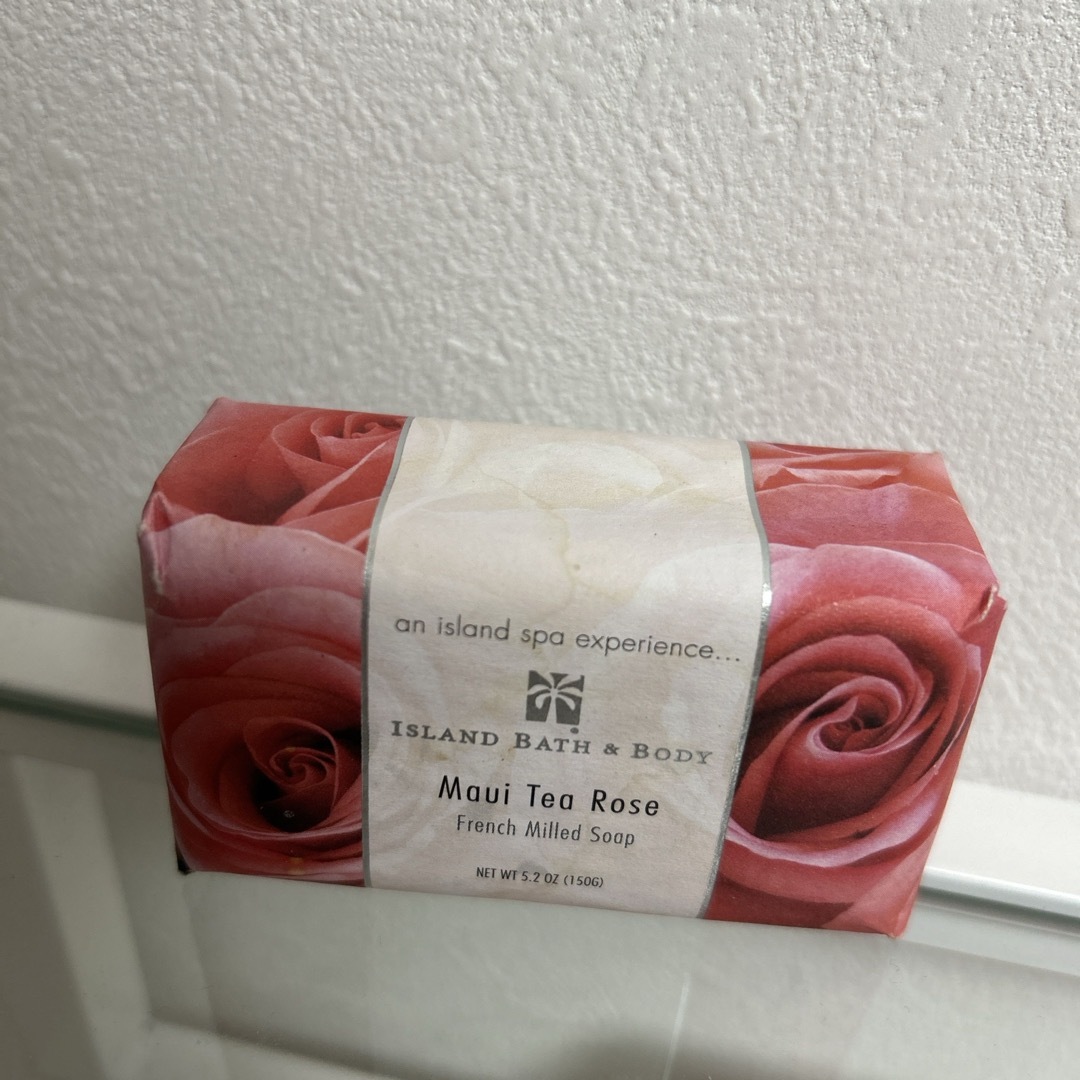 an island spa experience...
ISLAND BATH & BODY
Maui Tea Rose
French Milled Soap
NET WT 5.2 OZ (150G)